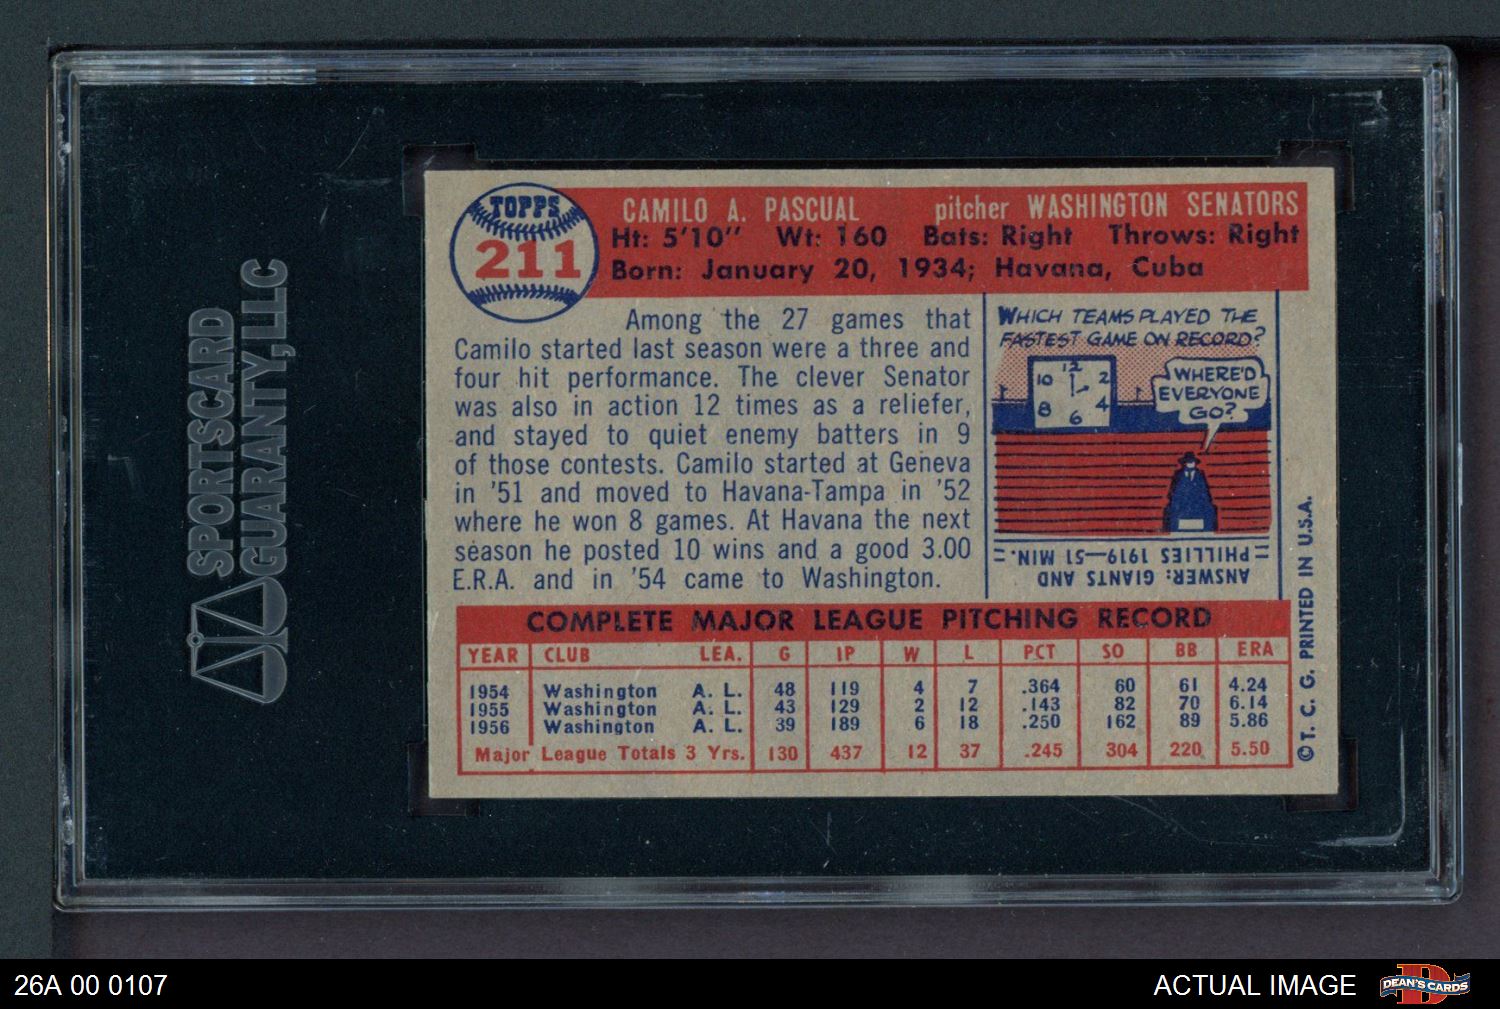 SPORTSCARD
GUARANTY,LLC
TOPPS
211
CAMILO A. PASCUAL pitcher WASHINGTON SENATORS
Ht: 5'10" Wt: 160 Bats: Right Throws: Right
Born: January 20, 1934; Havana, Cuba
Among the 27 games that
Camilo started last season were a three and
four hit performance. The clever Senator
was also in action 12 times as a reliefer,
and stayed to quiet enemy batters in 9
of those contests. Camilo started at Geneva
in '51 and moved to Havana-Tampa in '52
where he won 8 games. At Havana the next
season he posted 10 wins and a good 3.00
E.R.A. and in '54 came to Washington.
WHICH TEAMS PLAYED THE
FASTEST GAME ON RECORD?
12
10 2
8 4
6
WHERE'D
EVERYONE
GO?
ANSWER: GIANTS AND
PHILLIES 1919—51 MIN.
COMPLETE MAJOR LEAGUE PITCHING RECORD
YEAR CLUB LEA. G IP W L PCT SO BB ERA
1954 Washington A. L. 48 119 4 7 .364 60 61 4.24
1955 Washington A. L. 43 129 2 12 .143 82 70 6.14
1956 Washington A. L. 39 189 6 18 .250 162 89 5.86
Major League Totals 3 Yrs. 130 437 12 37 .245 304 220 5.50
©T. C. G. PRINTED IN U.S.A.
26A 00 0107
ACTUAL IMAGE
DEAN'S CARDS